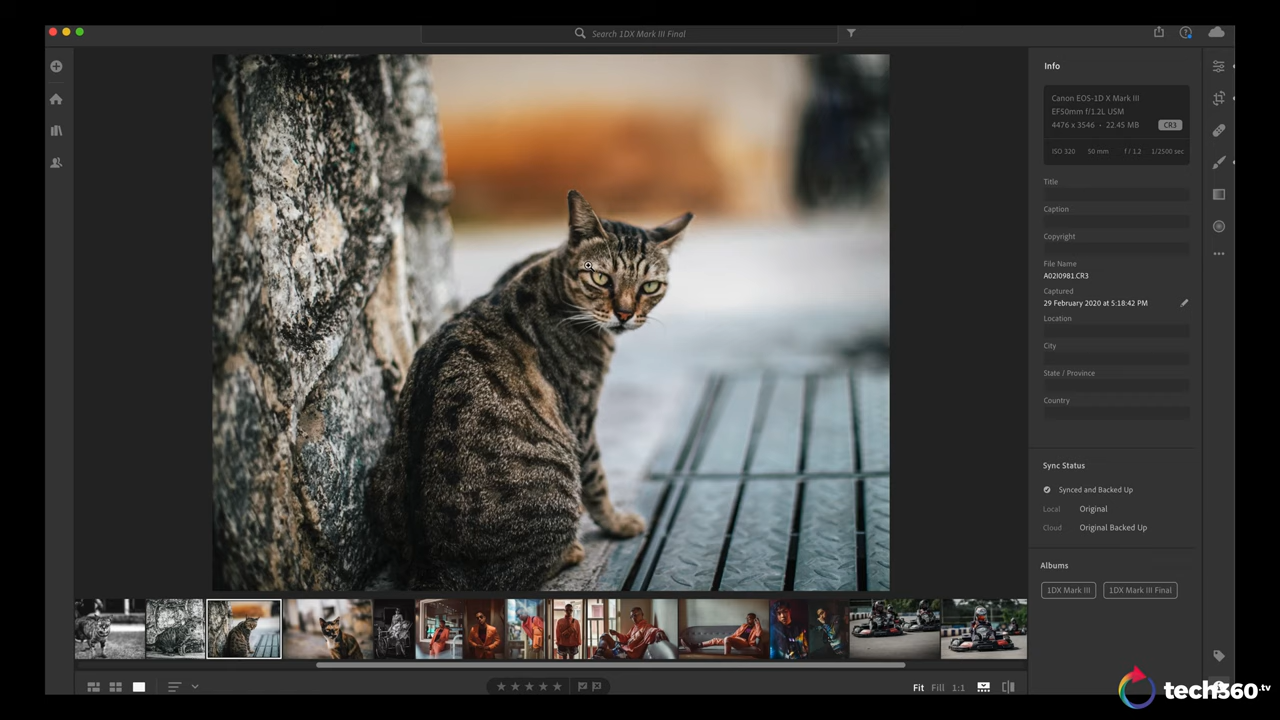 Search 1DX Mark III Final
Info
Canon EOS-1D X Mark III
EF50mm f/1.2L USM
4476 x 3546 • 22.45 MB CR3
ISO 320 50 mm f / 1.2 1/2500 sec
Title
Caption
Copyright
File Name
A02I0981.CR3
Captured
29 February 2020 at 5:18:42 PM
Location
City
State / Province
Country
Sync Status
Synced and Backed Up
Local Original
Cloud Original Backed Up
Albums
1DX Mark III 1DX Mark III Final
Fit Fill 1:1
tech360.tv